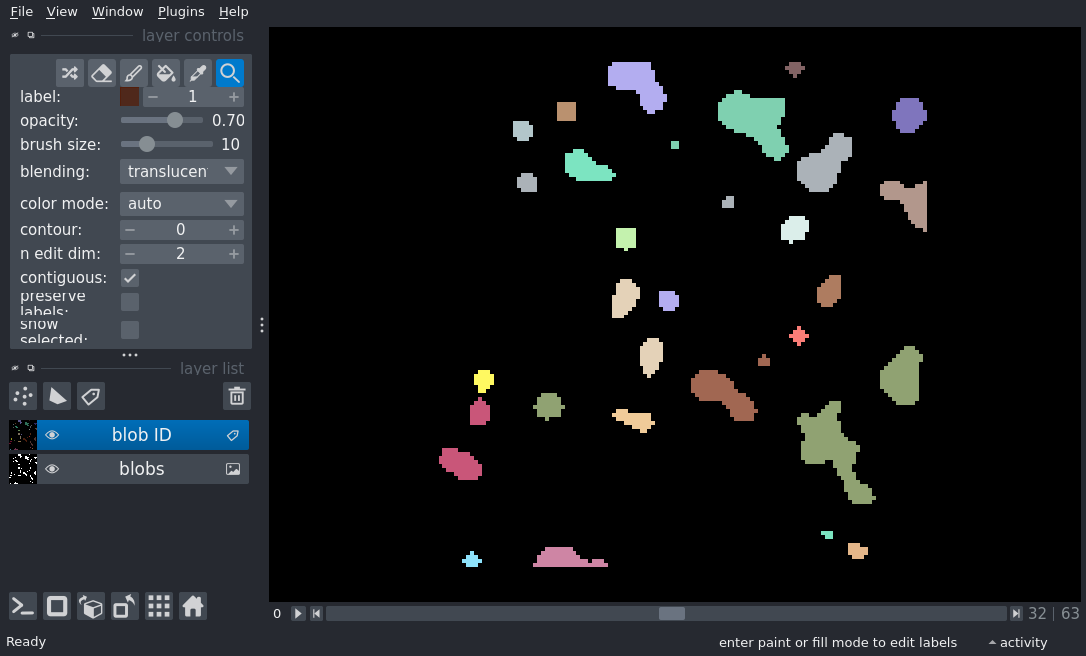 File View Window Plugins Help
layer controls
label: − 1 +
opacity: 0.70
brush size: 10
blending: translucen
color mode: auto
contour: − 0 +
n edit dim: − 2 +
contiguous:
preserve
labels:
show
selected:
layer list
blob ID
blobs
0 32 | 63
Ready enter paint or fill mode to edit labels activity